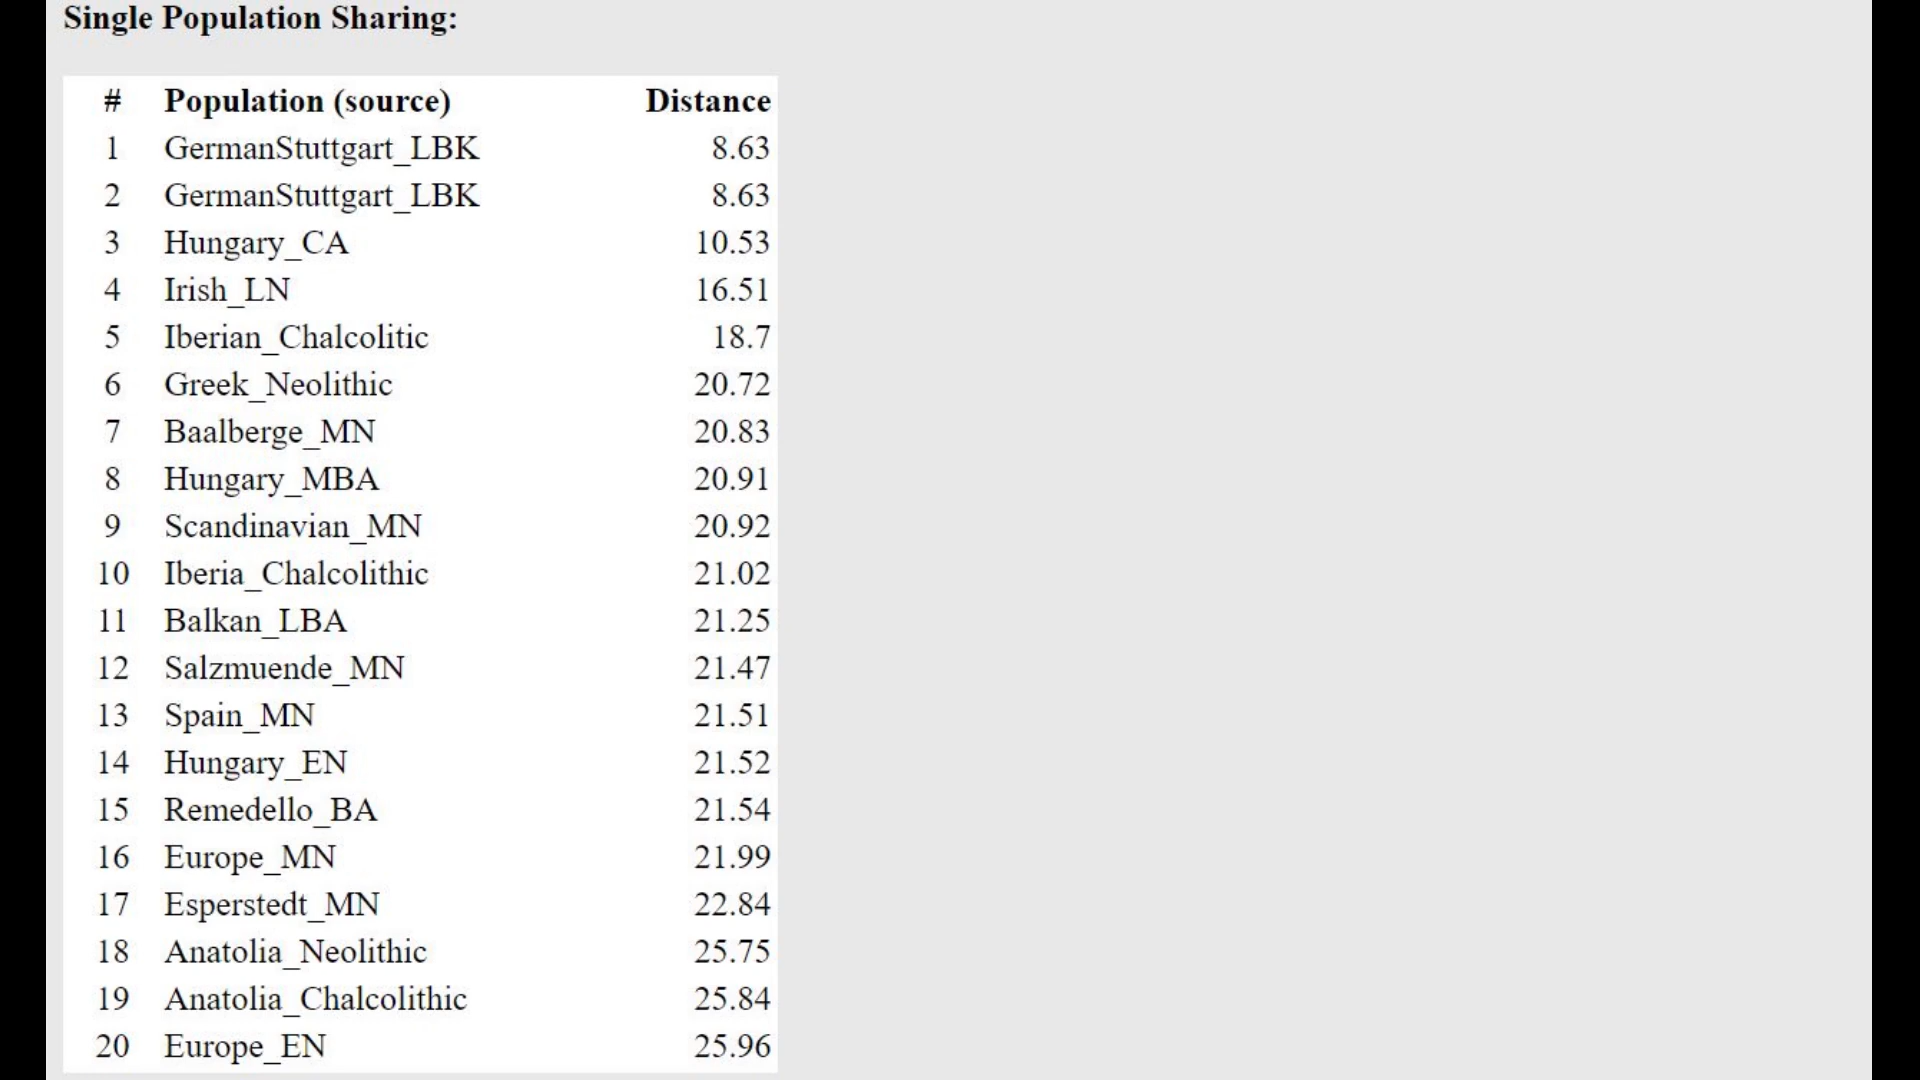 Single Population Sharing:
# Population (source) Distance
1 GermanStuttgart_LBK 8.63
2 GermanStuttgart_LBK 8.63
3 Hungary_CA 10.53
4 Irish_LN 16.51
5 Iberian_Chalcolitic 18.7
6 Greek_Neolithic 20.72
7 Baalberge_MN 20.83
8 Hungary_MBA 20.91
9 Scandinavian_MN 20.92
10 Iberia_Chalcolithic 21.02
11 Balkan_LBA 21.25
12 Salzmuende_MN 21.47
13 Spain_MN 21.51
14 Hungary_EN 21.52
15 Remedello_BA 21.54
16 Europe_MN 21.99
17 Esperstedt_MN 22.84
18 Anatolia_Neolithic 25.75
19 Anatolia_Chalcolithic 25.84
20 Europe_EN 25.96